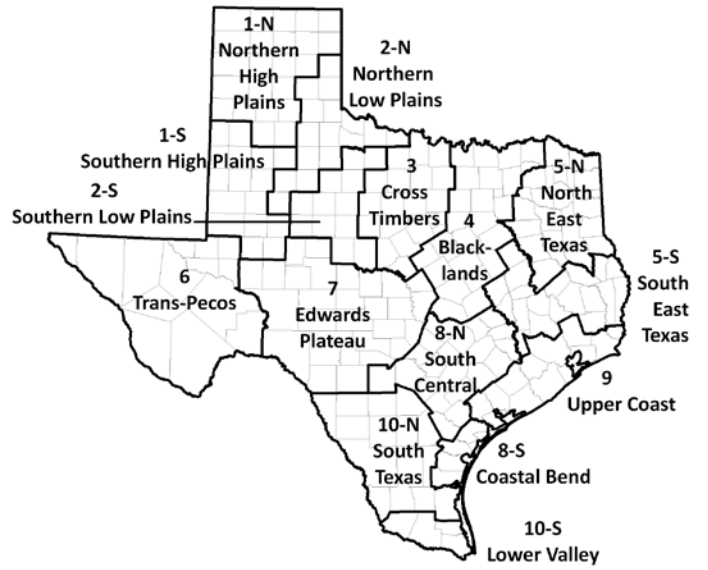 1-N
Northern
High
Plains
2-N
Northern
Low Plains
1-S
Southern High Plains
2-S
Southern Low Plains
3
Cross
Timbers
4
Black-
lands
5-N
North
East
Texas
5-S
South
East
Texas
6
Trans-Pecos
7
Edwards
Plateau
8-N
South
Central
9
Upper Coast
10-N
South
Texas
8-S
Coastal Bend
10-S
Lower Valley